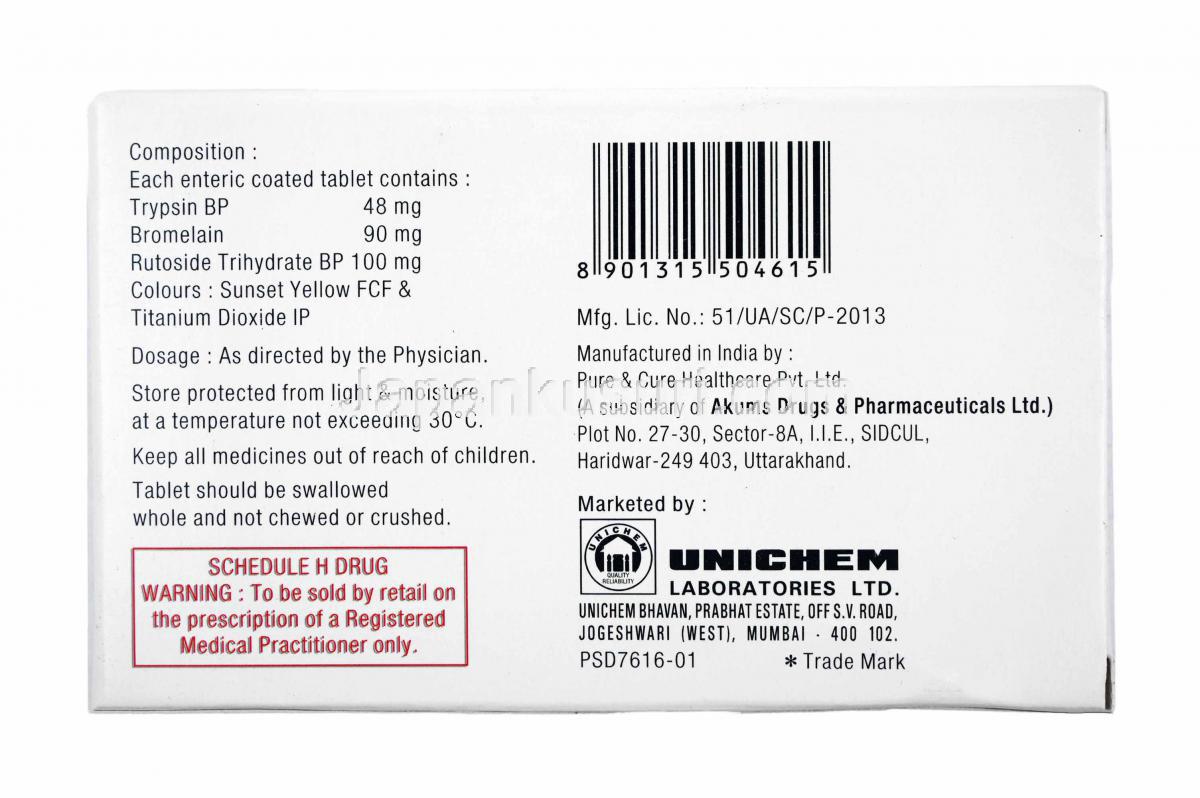 Composition :
Each enteric coated tablet contains :
Trypsin BP 48 mg
Bromelain 90 mg
Rutoside Trihydrate BP 100 mg
Colours : Sunset Yellow FCF &
Titanium Dioxide IP
Dosage : As directed by the Physician.
Store protected from light & moisture,
at a temperature not exceeding 30°C.
Keep all medicines out of reach of children.
Tablet should be swallowed
whole and not chewed or crushed.
SCHEDULE H DRUG
WARNING : To be sold by retail on
the prescription of a Registered
Medical Practitioner only.
8 901315 504615
Mfg. Lic. No.: 51/UA/SC/P-2013
Manufactured in India by :
Pure & Cure Healthcare Pvt. Ltd.
(A subsidiary of Akums Drugs & Pharmaceuticals Ltd.)
Plot No. 27-30, Sector-8A, I.I.E., SIDCUL,
Haridwar-249 403, Uttarakhand.
Marketed by :
UNICHEM
QUALITY
RELIABILITY
UNICHEM
LABORATORIES LTD.
UNICHEM BHAVAN, PRABHAT ESTATE, OFF S.V. ROAD,
JOGESHWARI (WEST), MUMBAI - 400 102.
PSD7616-01 * Trade Mark
Japankusuri.com